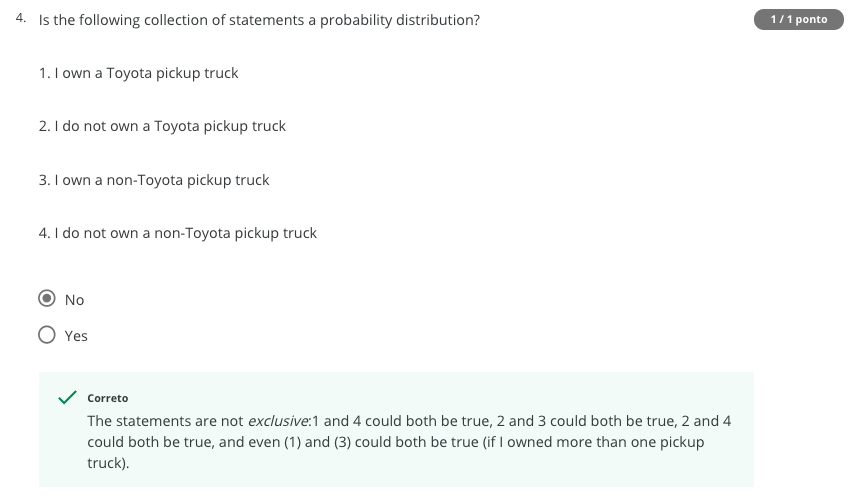 4. Is the following collection of statements a probability distribution?
1 / 1 ponto
1. I own a Toyota pickup truck
2. I do not own a Toyota pickup truck
3. I own a non-Toyota pickup truck
4. I do not own a non-Toyota pickup truck
No
Yes
Correto
The statements are not exclusive:1 and 4 could both be true, 2 and 3 could both be true, 2 and 4
could both be true, and even (1) and (3) could both be true (if I owned more than one pickup
truck).